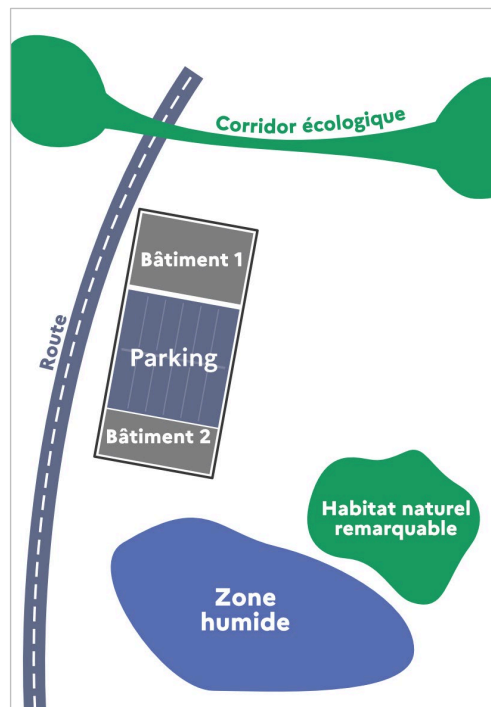 Corridor écologique
Bâtiment 1
Route
Parking
Bâtiment 2
Habitat naturel
remarquable
Zone
humide